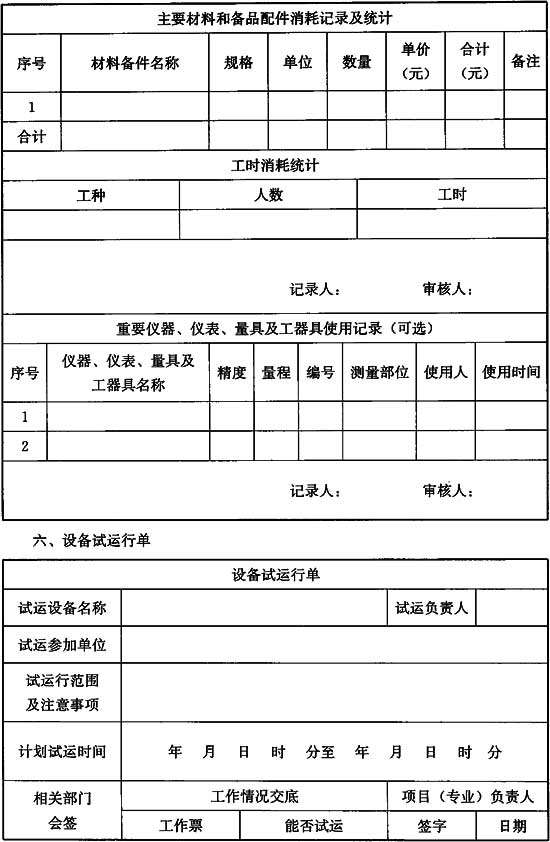 主要材料和备品配件消耗记录及统计
序号 材料备件名称 规格 单位 数量 单价（元） 合计（元） 备注
1
合计
工时消耗统计
工种 人数 工时
记录人： 审核人：
重要仪器、仪表、量具及工器具使用记录（可选）
序号 仪器、仪表、量具及工器具名称 精度 量程 编号 测量部位 使用人 使用时间
1
2
记录人： 审核人：
六、设备试运行单
设备试运行单
试运设备名称 试运负责人
试运参加单位
试运行范围
及注意事项
计划试运时间 年 月 日 时 分至 年 月 日 时 分
相关部门会签 工作情况交底 项目（专业）负责人
工作票 能否试运 签字 日期